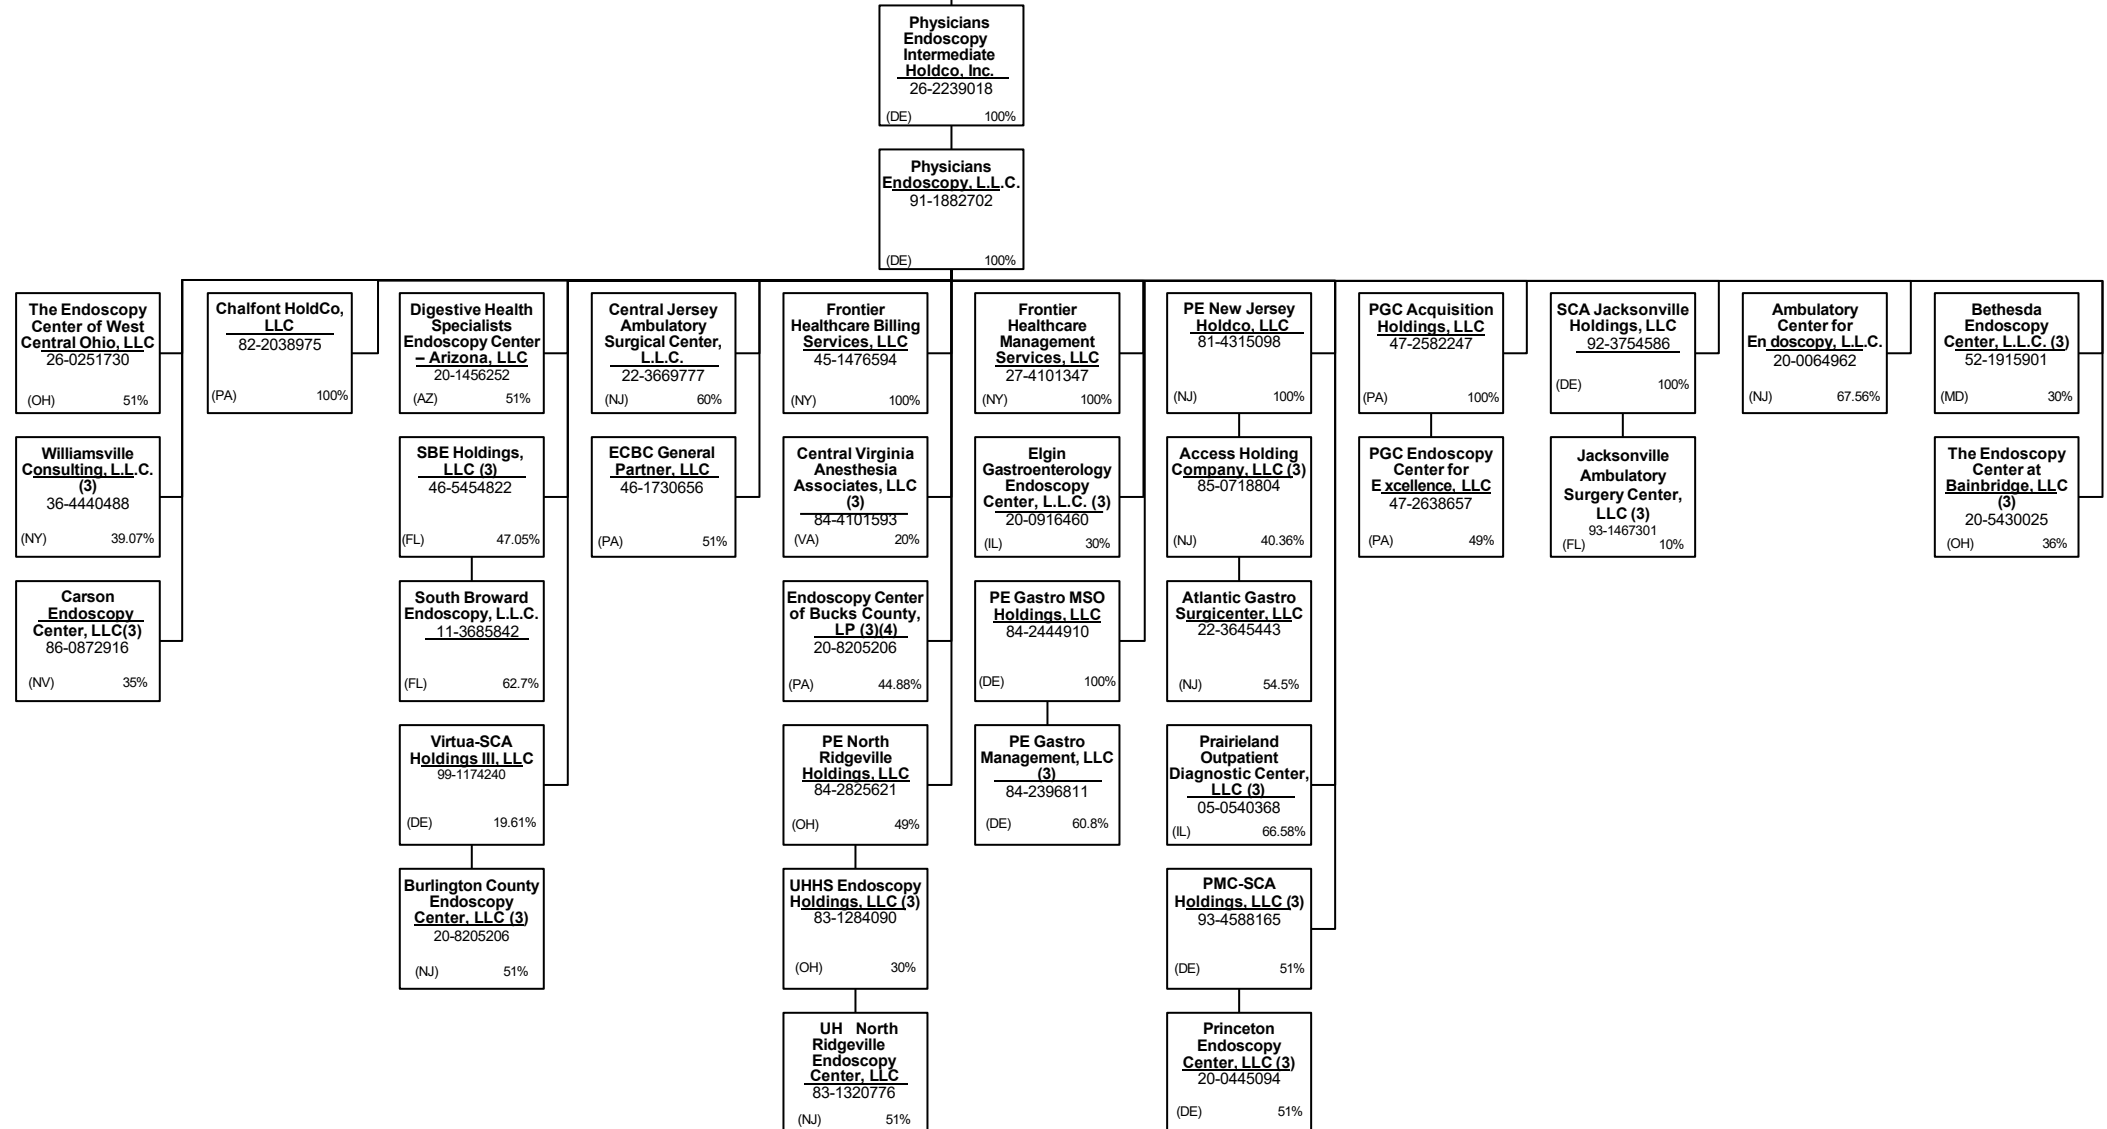 Physicians
Endoscopy
Intermediate
Holdco, Inc.
26-2239018
(DE) 100%
Physicians
Endoscopy, L.L.C.
91-1882702
(DE) 100%
The Endoscopy
Center of West
Central Ohio, LLC
26-0251730
(OH) 51%
Chalfont HoldCo,
LLC
82-2038975
(PA) 100%
Digestive Health
Specialists
Endoscopy Center
– Arizona, LLC
20-1456252
(AZ) 51%
Central Jersey
Ambulatory
Surgical Center,
L.L.C.
22-3669777
(NJ) 60%
Frontier
Healthcare Billing
Services, LLC
45-1476594
(NY) 100%
Frontier
Healthcare
Management
Services, LLC
27-4101347
(NY) 100%
PE New Jersey
Holdco, LLC
81-4315098
(NJ) 100%
PGC Acquisition
Holdings, LLC
47-2582247
(PA) 100%
SCA Jacksonville
Holdings, LLC
92-3754586
(DE) 100%
Ambulatory
Center for
En doscopy, L.L.C.
20-0064962
(NJ) 67.56%
Bethesda
Endoscopy
Center, L.L.C. (3)
52-1915901
(MD) 30%
Williamsville
Consulting, L.L.C.
(3)
36-4440488
(NY) 39.07%
SBE Holdings,
LLC (3)
46-5454822
(FL) 47.05%
ECBC General
Partner, LLC
46-1730656
(PA) 51%
Central Virginia
Anesthesia
Associates, LLC
(3)
84-4101593
(VA) 20%
Elgin
Gastroenterology
Endoscopy
Center, L.L.C. (3)
20-0916460
(IL) 30%
Access Holding
Company, LLC (3)
85-0718804
(NJ) 40.36%
PGC Endoscopy
Center for
E xcellence, LLC
47-2638657
(PA) 49%
Jacksonville
Ambulatory
Surgery Center,
LLC (3)
93-1467301
(FL) 10%
The Endoscopy
Center at
Bainbridge, LLC
(3)
20-5430025
(OH) 36%
Carson
Endoscopy
Center, LLC(3)
86-0872916
(NV) 35%
South Broward
Endoscopy, L.L.C.
11-3685842
(FL) 62.7%
Endoscopy Center
of Bucks County,
LP (3)(4)
20-8205206
(PA) 44.88%
PE Gastro MSO
Holdings, LLC
84-2444910
(DE) 100%
Atlantic Gastro
Surgicenter, LLC
22-3645443
(NJ) 54.5%
Virtua-SCA
Holdings III, LLC
99-1174240
(DE) 19.61%
PE North
Ridgeville
Holdings, LLC
84-2825621
(OH) 49%
PE Gastro
Management, LLC
(3)
84-2396811
(DE) 60.8%
Prairieland
Outpatient
Diagnostic Center,
LLC (3)
05-0540368
(IL) 66.58%
Burlington County
Endoscopy
Center, LLC (3)
20-8205206
(NJ) 51%
UHHS Endoscopy
Holdings, LLC (3)
83-1284090
(OH) 30%
PMC-SCA
Holdings, LLC (3)
93-4588165
(DE) 51%
UH North
Ridgeville
Endoscopy
Center, LLC
83-1320776
(NJ) 51%
Princeton
Endoscopy
Center, LLC (3)
20-0445094
(DE) 51%